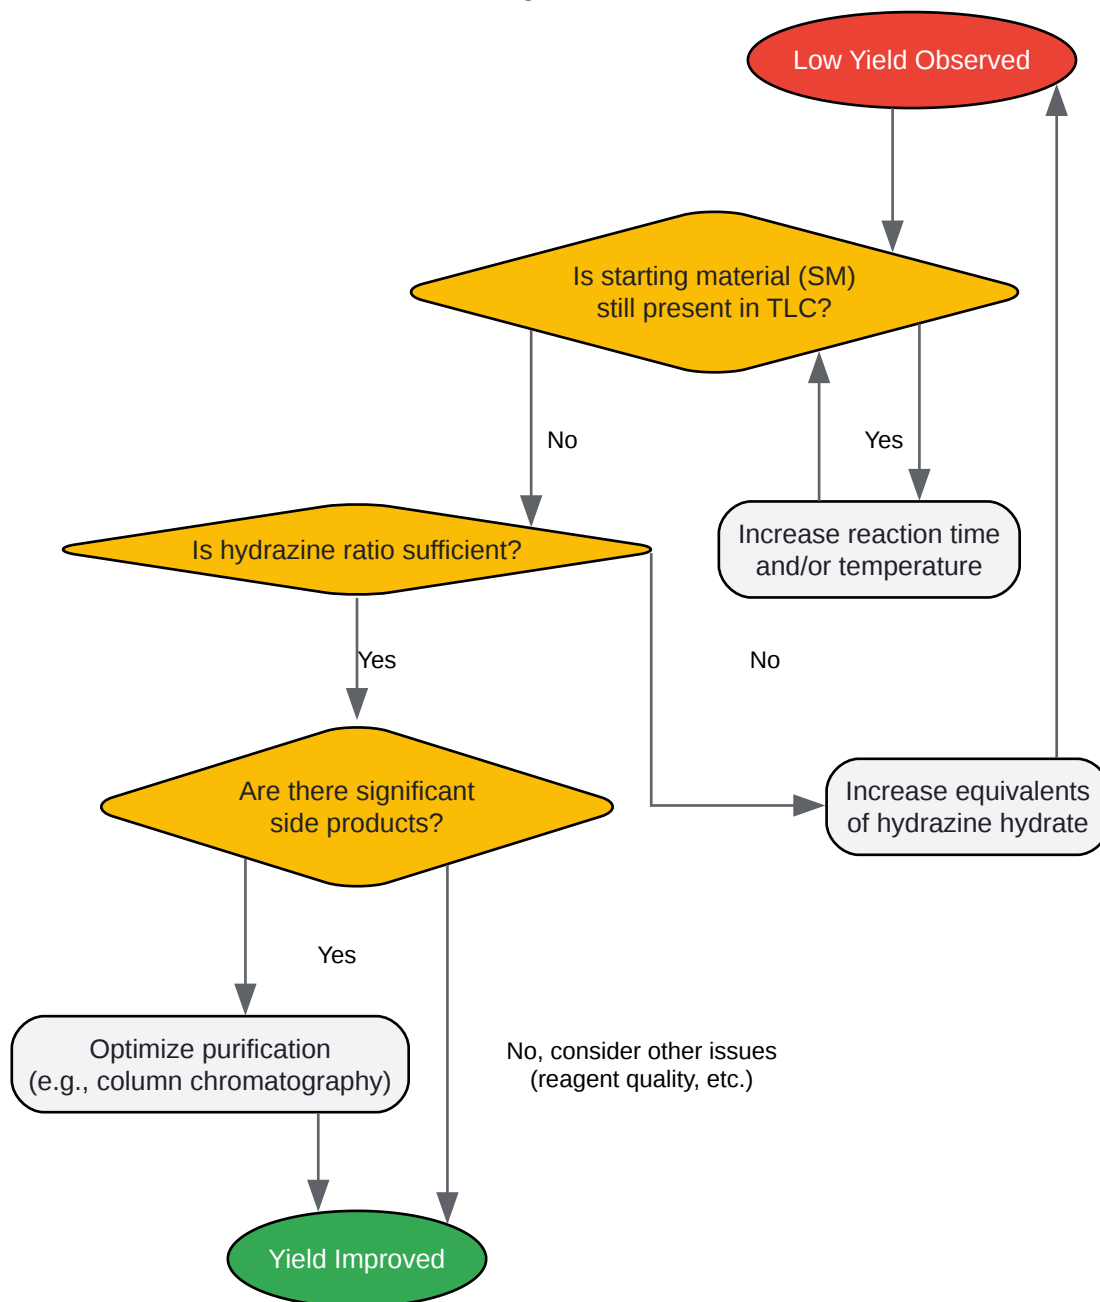 Low Yield Observed
Is starting material (SM)
still present in TLC?
No
Yes
Increase reaction time
and/or temperature
Is hydrazine ratio sufficient?
Yes
No
Are there significant
side products?
Increase equivalents
of hydrazine hydrate
Yes
Optimize purification
(e.g., column chromatography)
No, consider other issues
(reagent quality, etc.)
Yield Improved